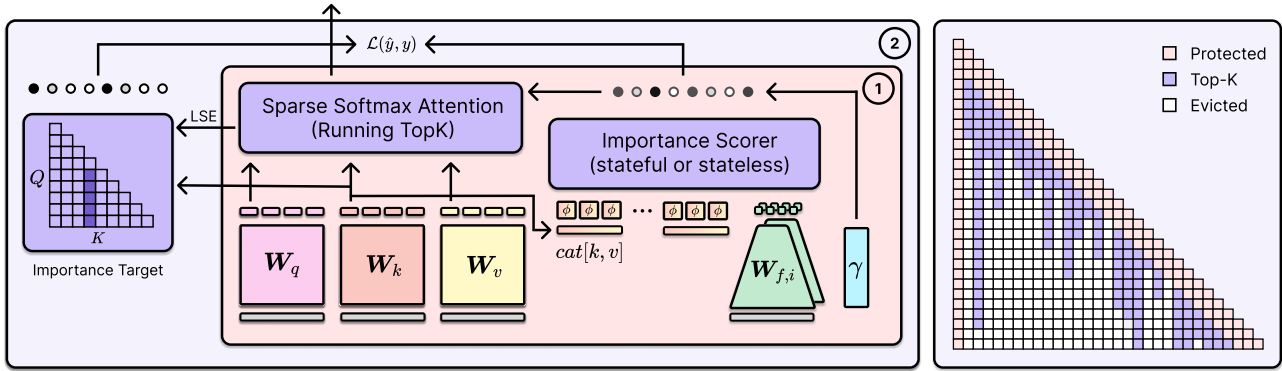 2
ℒ(ŷ, y)
1
LSE
Sparse Softmax Attention
(Running TopK)
Importance Scorer
(stateful or stateless)
Q
K
Importance Target
ϕ ϕ ϕ ... ϕ ϕ ϕ
cat[k, v]
W_q
W_k
W_v
W_{f,i}
γ
Protected
Top-K
Evicted